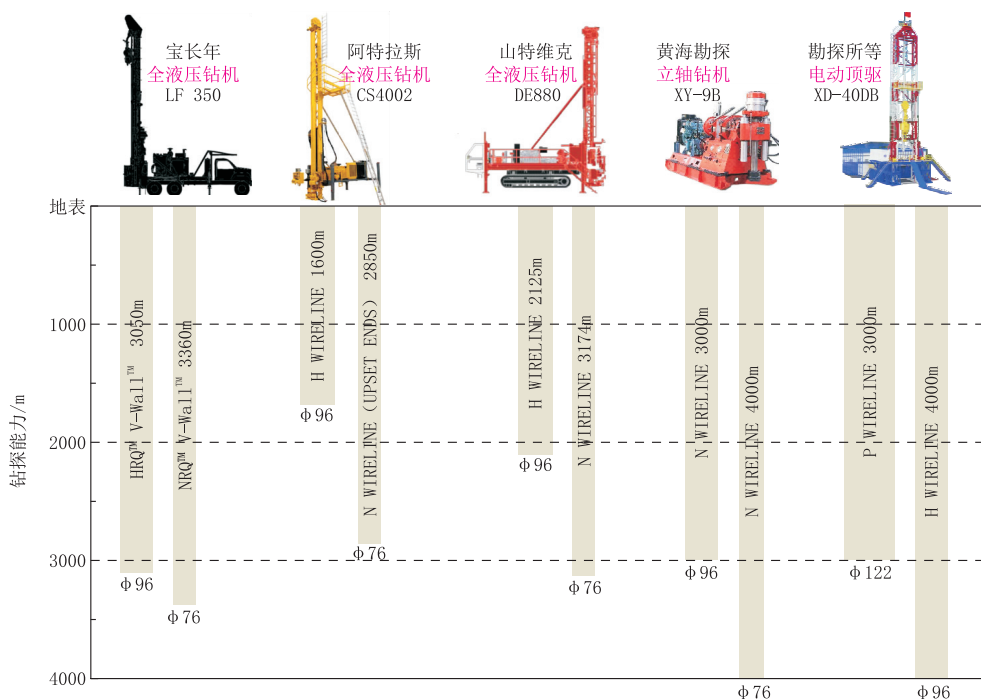 宝长年
全液压钻机
LF 350
阿特拉斯
全液压钻机
CS4002
山特维克
全液压钻机
DE880
黄海勘探
立轴钻机
XY-9B
勘探所等
电动顶驱
XD-40DB
地表
1000
2000
3000
4000
钻探能力/m
HRQ™ V-Wall™ 3050m
φ96
NRQ™ V-Wall™ 3360m
φ76
H WIRELINE 1600m
φ96
N WIRELINE (UPSET ENDS) 2850m
φ76
H WIRELINE 2125m
φ96
N WIRELINE 3174m
φ76
N WIRELINE 3000m
φ96
N WIRELINE 4000m
φ76
P WIRELINE 3000m
φ122
H WIRELINE 4000m
φ96